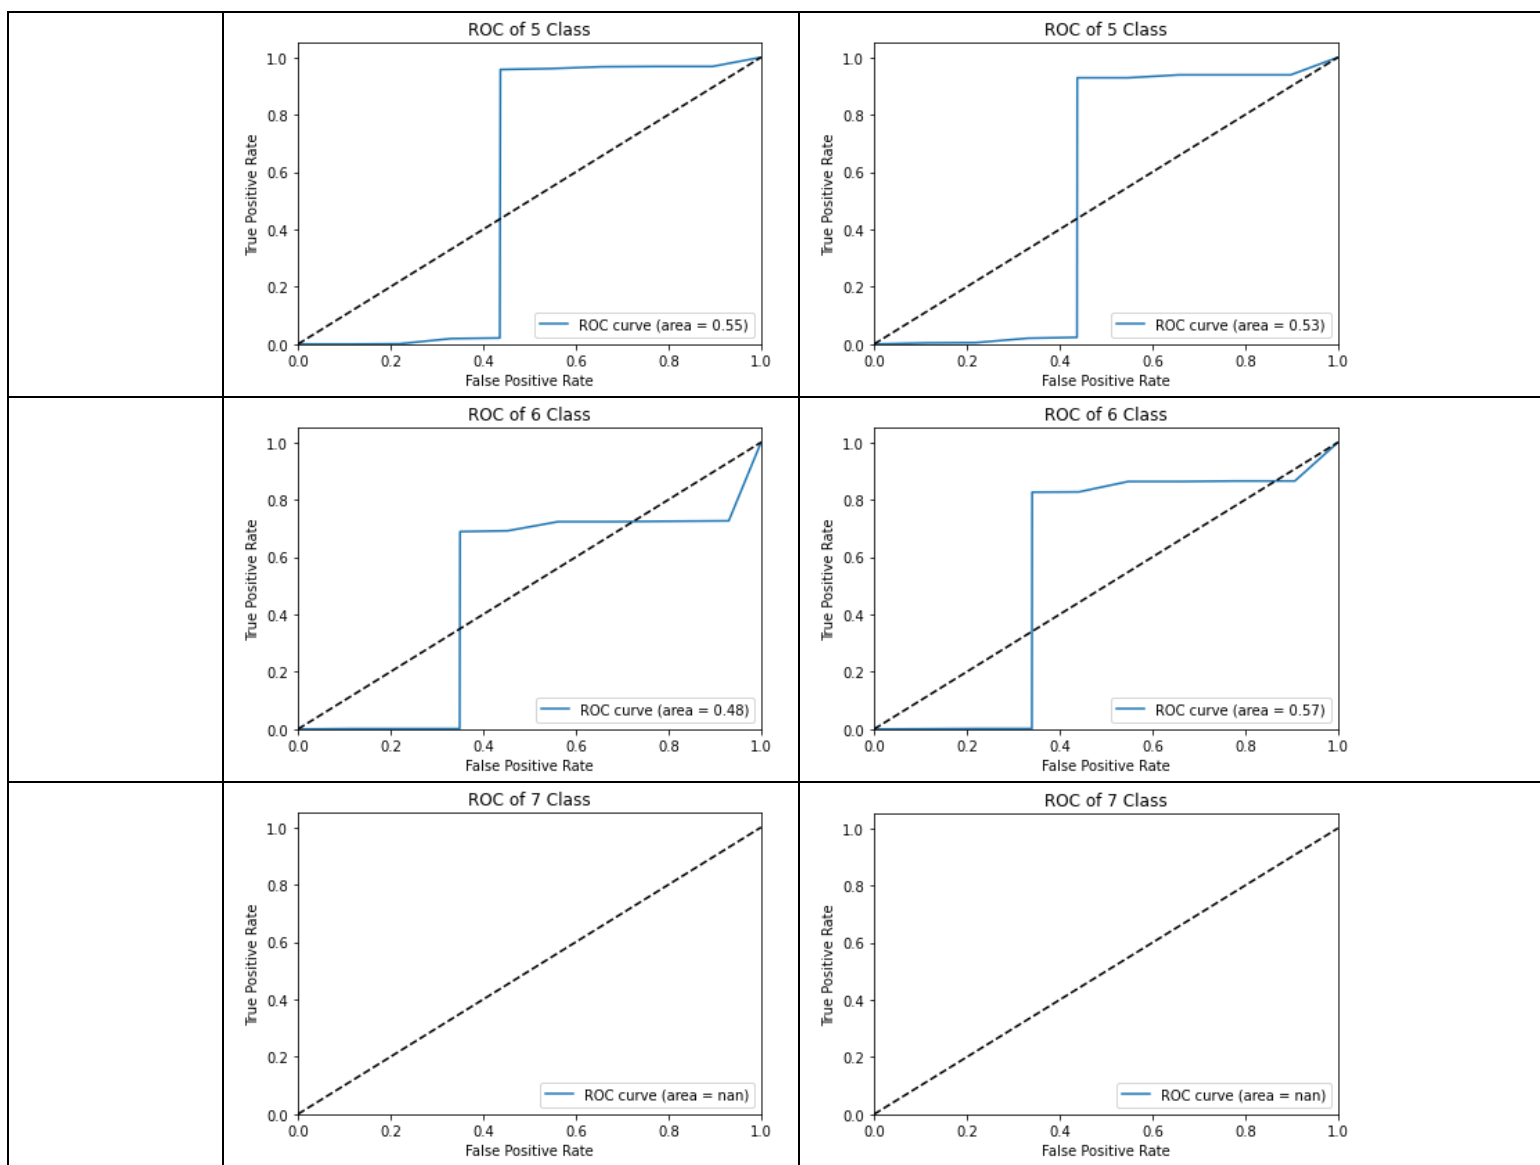 ROC of 5 Class
1.0
0.8
0.6
0.4
0.2
0.0
True Positive Rate
ROC curve (area = 0.55)
0.0 0.2 0.4 0.6 0.8 1.0
False Positive Rate
ROC of 5 Class
1.0
0.8
0.6
0.4
0.2
0.0
True Positive Rate
ROC curve (area = 0.53)
0.0 0.2 0.4 0.6 0.8 1.0
False Positive Rate
ROC of 6 Class
1.0
0.8
0.6
0.4
0.2
0.0
True Positive Rate
ROC curve (area = 0.48)
0.0 0.2 0.4 0.6 0.8 1.0
False Positive Rate
ROC of 6 Class
1.0
0.8
0.6
0.4
0.2
0.0
True Positive Rate
ROC curve (area = 0.57)
0.0 0.2 0.4 0.6 0.8 1.0
False Positive Rate
ROC of 7 Class
1.0
0.8
0.6
0.4
0.2
0.0
True Positive Rate
ROC curve (area = nan)
0.0 0.2 0.4 0.6 0.8 1.0
False Positive Rate
ROC of 7 Class
1.0
0.8
0.6
0.4
0.2
0.0
True Positive Rate
ROC curve (area = nan)
0.0 0.2 0.4 0.6 0.8 1.0
False Positive Rate